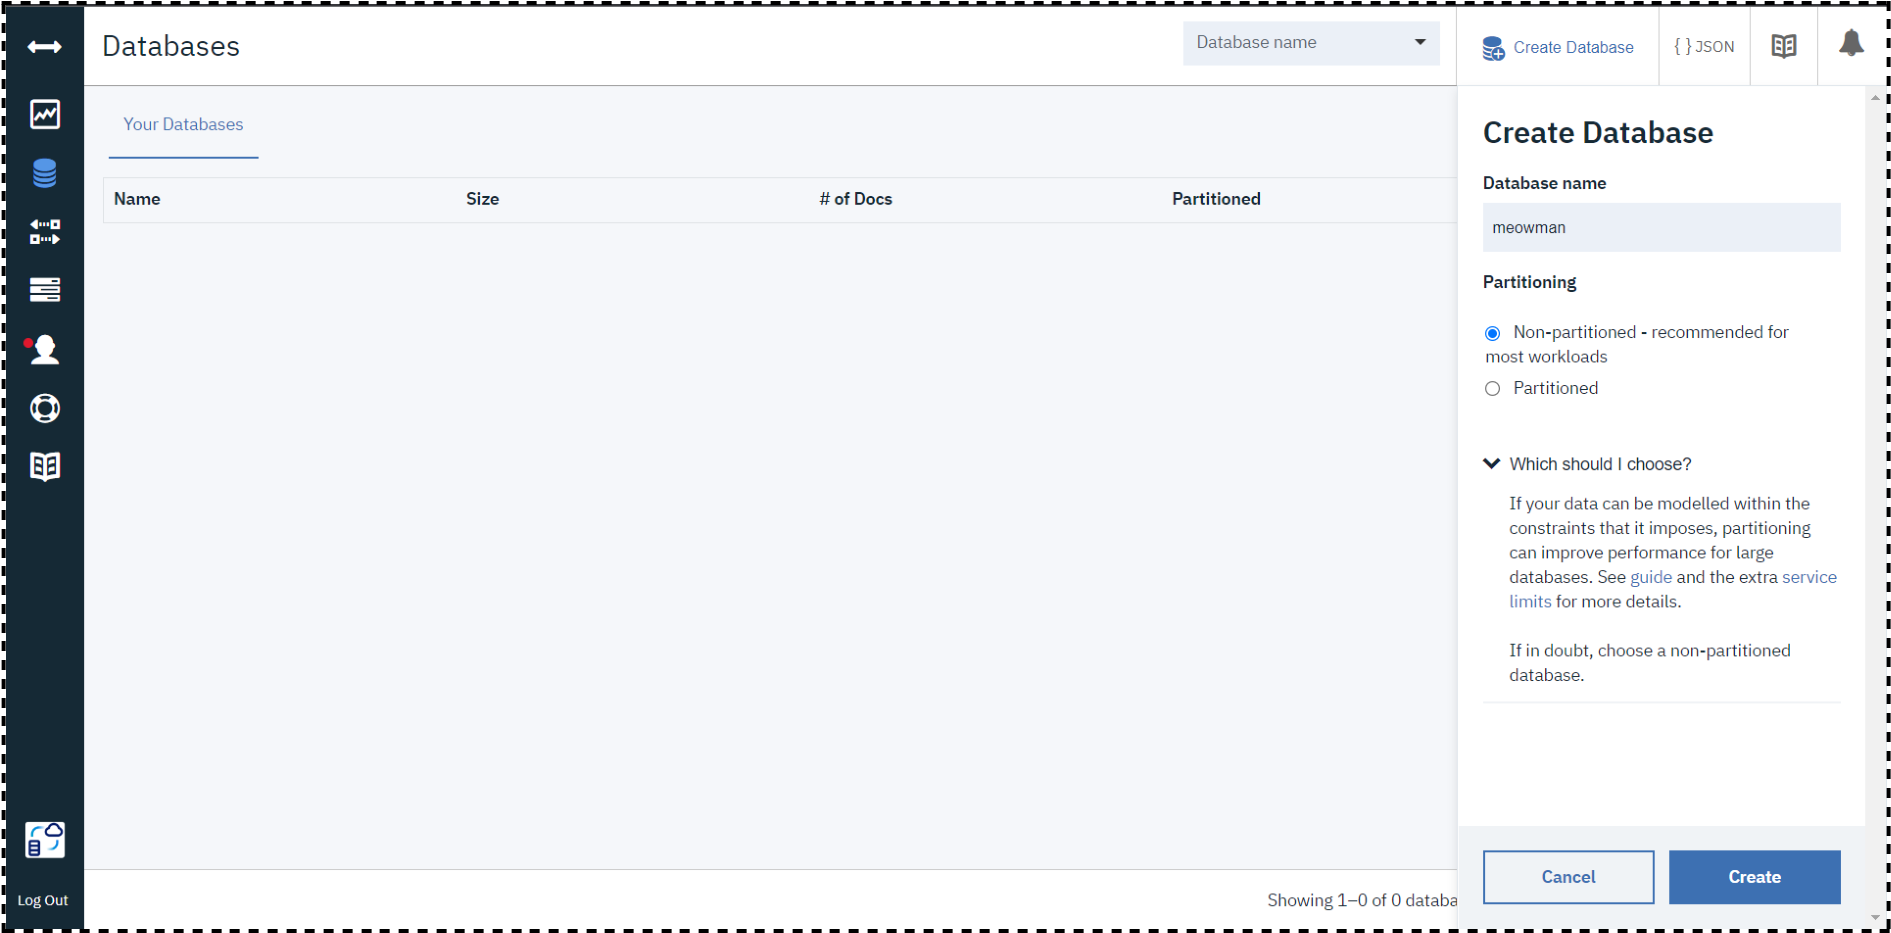 Databases
Database name
Create Database
{ } JSON
Your Databases
Name Size # of Docs Partitioned
Create Database
Database name
meowman
Partitioning
Non-partitioned - recommended for
most workloads
Partitioned
Which should I choose?
If your data can be modelled within the
constraints that it imposes, partitioning
can improve performance for large
databases. See guide and the extra service
limits for more details.
If in doubt, choose a non-partitioned
database.
Cancel
Create
Log Out
Showing 1–0 of 0 databa